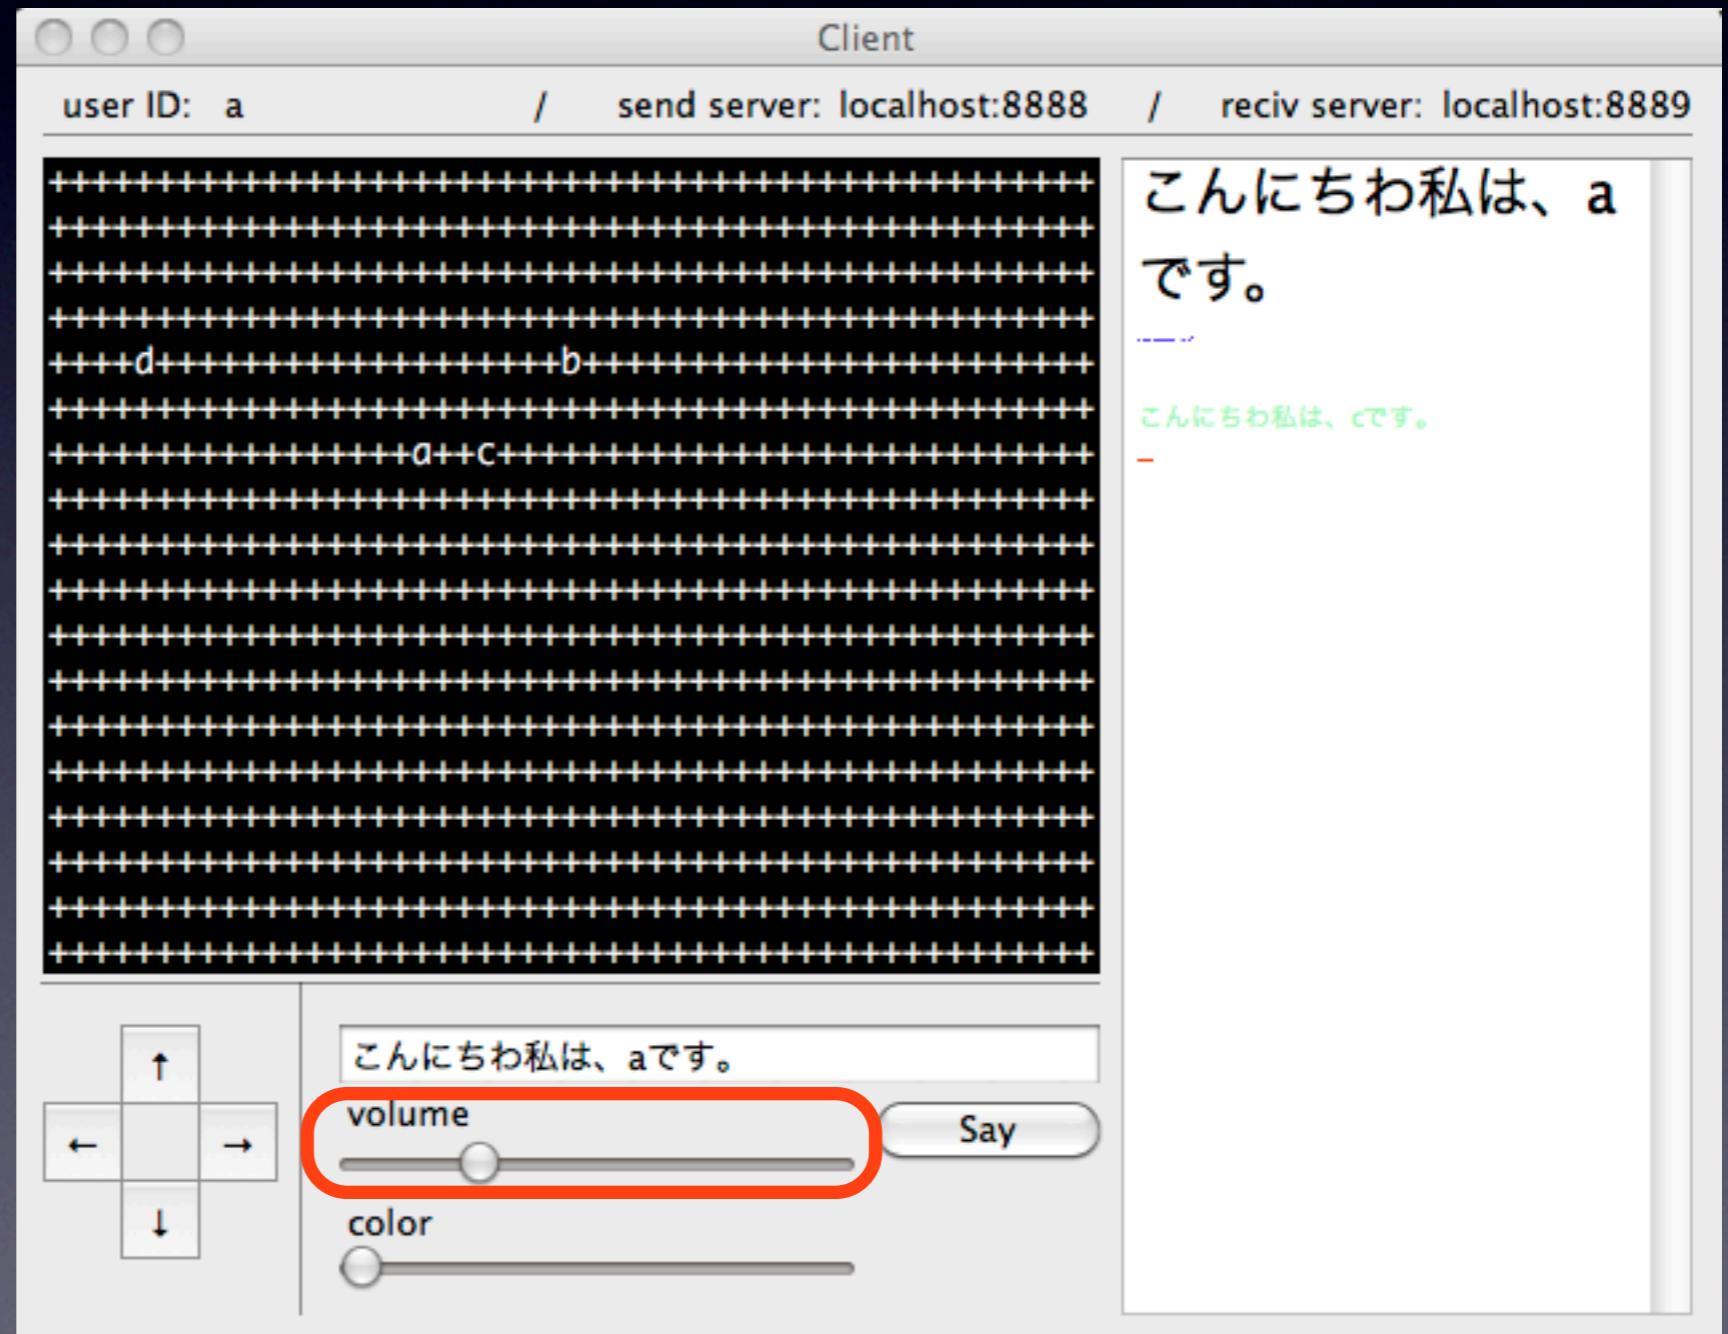 Client
user ID: a / send server: localhost:8888 / reciv server: localhost:8889
+++++++++++++++++++++++++++++++++++++++++++++++++
+++++++++++++++++++++++++++++++++++++++++++++++++
+++++++++++++++++++++++++++++++++++++++++++++++++
+++++++++++++++++++++++++++++++++++++++++++++++++
++++d+++++++++++++++++++b++++++++++++++++++++++++
+++++++++++++++++++++++++++++++++++++++++++++++++
+++++++++++++++++a++c++++++++++++++++++++++++++++
+++++++++++++++++++++++++++++++++++++++++++++++++
+++++++++++++++++++++++++++++++++++++++++++++++++
+++++++++++++++++++++++++++++++++++++++++++++++++
+++++++++++++++++++++++++++++++++++++++++++++++++
+++++++++++++++++++++++++++++++++++++++++++++++++
+++++++++++++++++++++++++++++++++++++++++++++++++
+++++++++++++++++++++++++++++++++++++++++++++++++
+++++++++++++++++++++++++++++++++++++++++++++++++
+++++++++++++++++++++++++++++++++++++++++++++++++
+++++++++++++++++++++++++++++++++++++++++++++++++
+++++++++++++++++++++++++++++++++++++++++++++++++
こんにちわ私は、a
です。
こんにちわ私は、cです。
↑
←
→
↓
こんにちわ私は、aです。
volume
Say
color